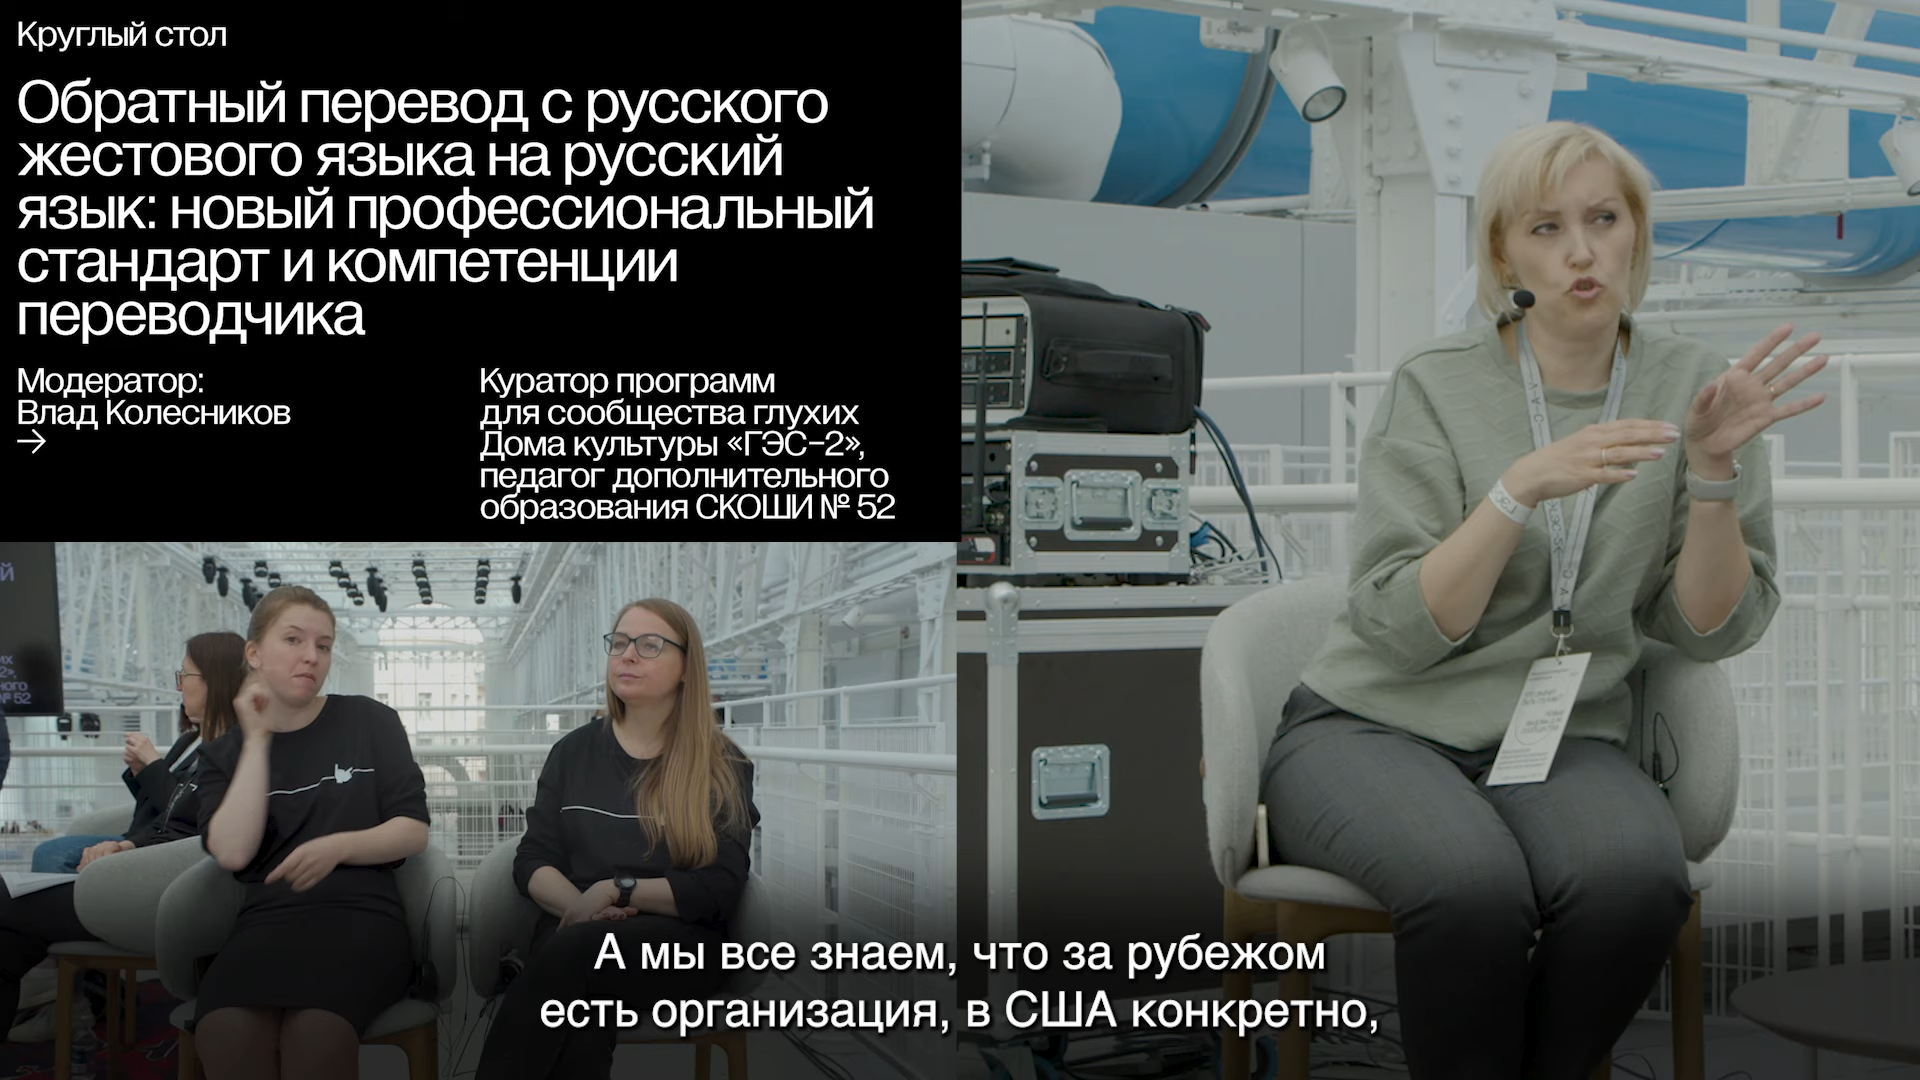 Круглый стол
Обратный перевод с русского
жестового языка на русский
язык: новый профессиональный
стандарт и компетенции
переводчика
Модератор:
Влад Колесников
→
Куратор программ
для сообщества глухих
Дома культуры «ГЭС–2»,
педагог дополнительного
образования СКОШИ № 52
№ 52
V–A–C
А мы все знаем, что за рубежом
есть организация, в США конкретно,